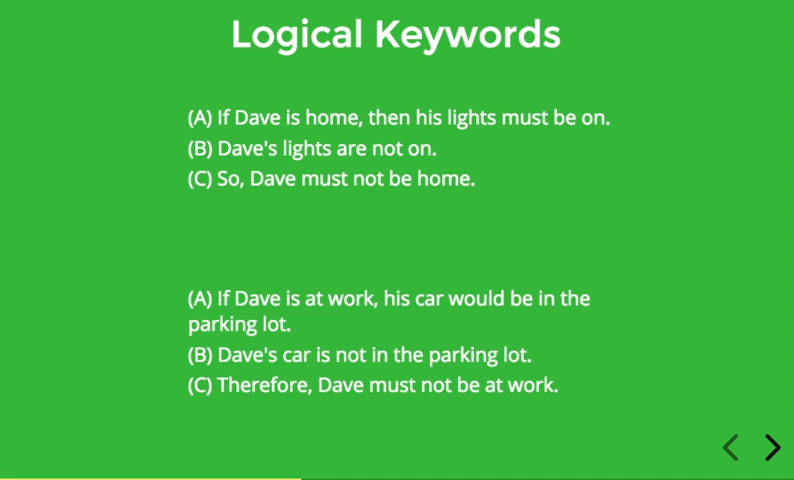 Logical Keywords
(A) If Dave is home, then his lights must be on.
(B) Dave's lights are not on.
(C) So, Dave must not be home.
(A) If Dave is at work, his car would be in the
parking lot.
(B) Dave's car is not in the parking lot.
(C) Therefore, Dave must not be at work.